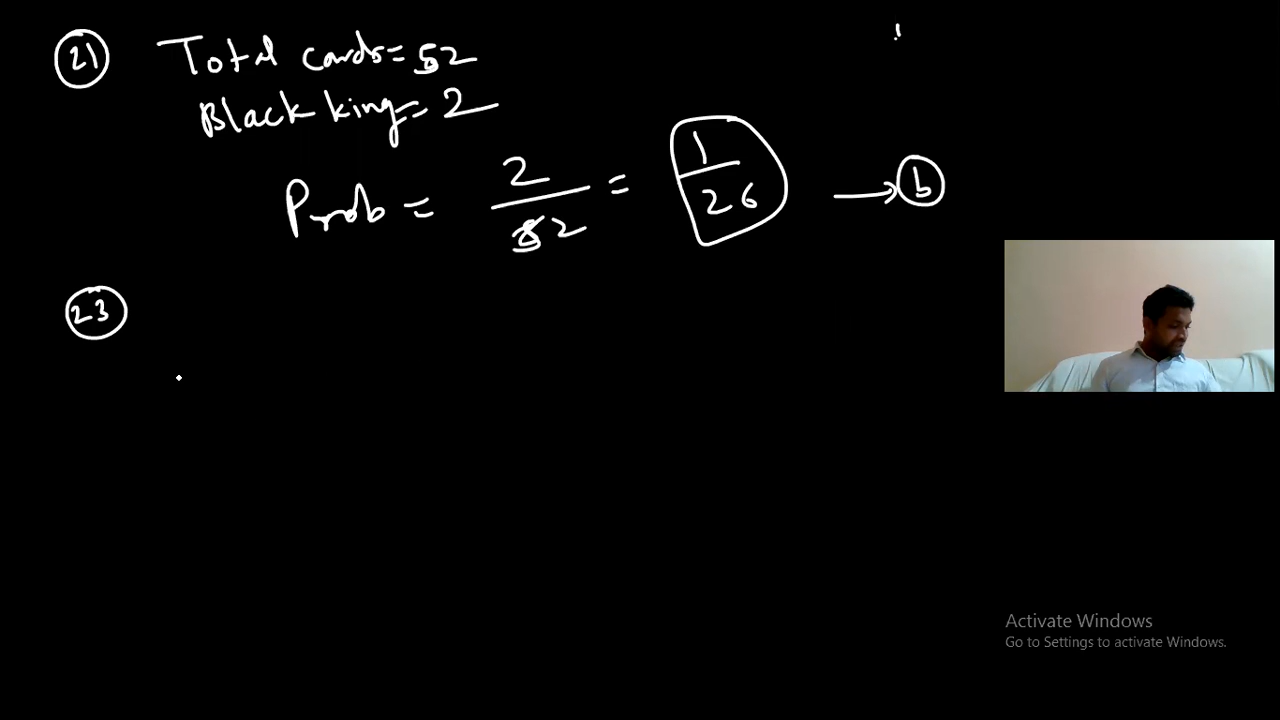 21 Total cards = 52
Black king = 2
Prob = 2/52 = 1/26 → b
23
Activate Windows
Go to Settings to activate Windows.